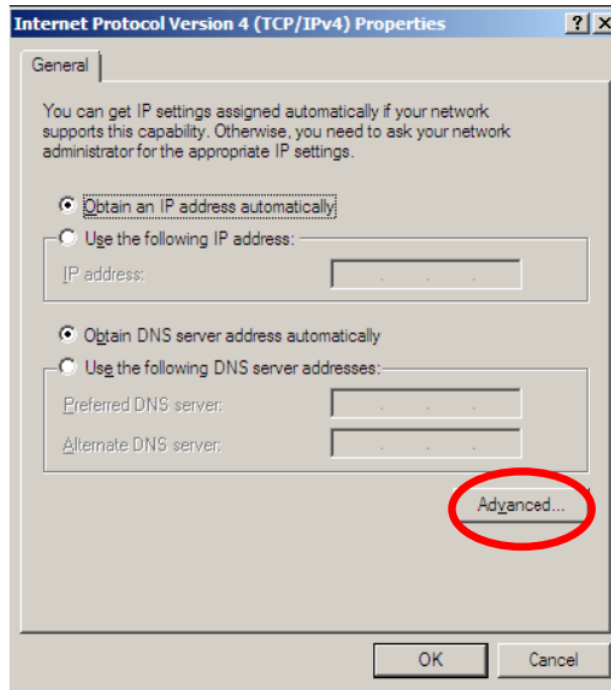 Internet Protocol Version 4 (TCP/IPv4) Properties
General
You can get IP settings assigned automatically if your network
supports this capability. Otherwise, you need to ask your network
administrator for the appropriate IP settings.
Obtain an IP address automatically
Use the following IP address:
IP address:
Obtain DNS server address automatically
Use the following DNS server addresses:
Preferred DNS server:
Alternate DNS server:
Advanced...
OK Cancel